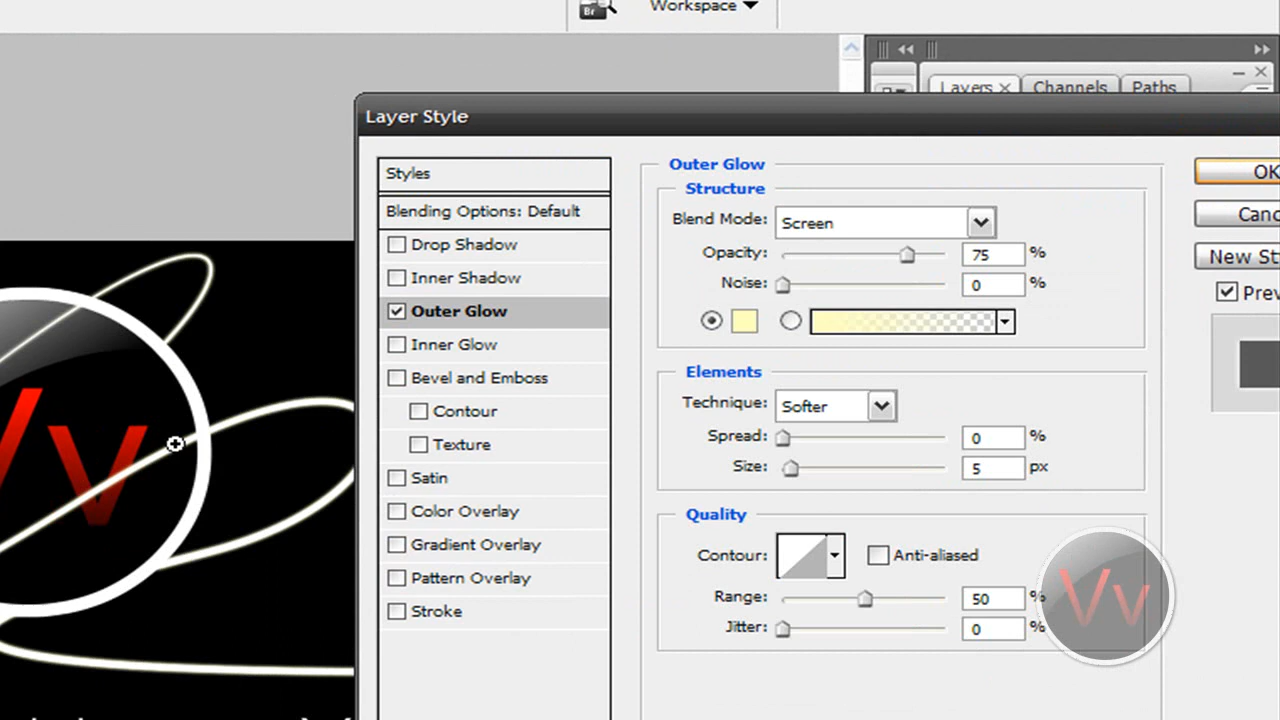 Br Workspace
Layers Channels Paths
Layer Style
Styles
Blending Options: Default
Drop Shadow
Inner Shadow
Outer Glow
Inner Glow
Bevel and Emboss
Contour
Texture
Satin
Color Overlay
Gradient Overlay
Pattern Overlay
Stroke
Outer Glow
Structure
Blend Mode: Screen
Opacity: 75 %
Noise: 0 %
Elements
Technique: Softer
Spread: 0 %
Size: 5 px
Quality
Contour: Anti-aliased
Range: 50 %
Jitter: 0 %
OK
Canc
New St
Prev
Vv
Vv